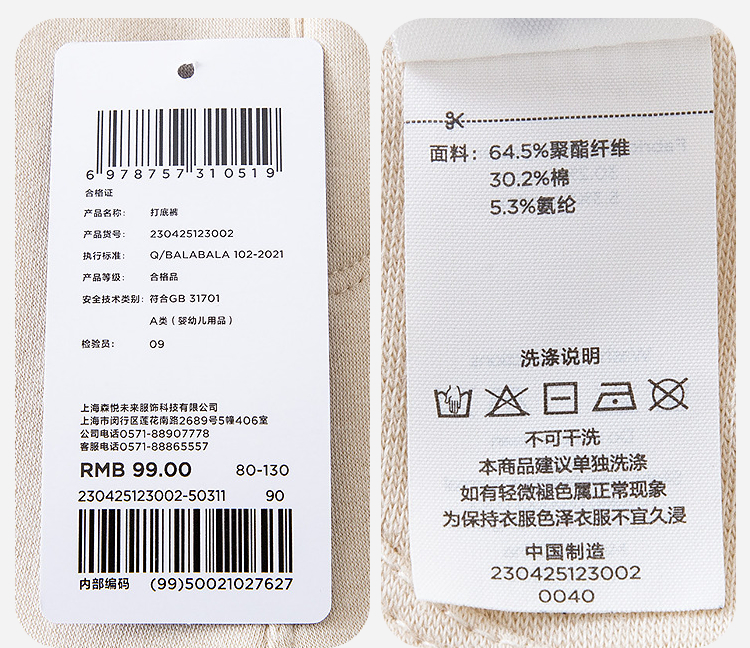 6 978757 310519
合格证
产品名称： 打底裤
产品货号： 230425123002
执行标准： Q/BALABALA 102-2021
产品等级： 合格品
安全技术类别： 符合GB 31701
A类（婴幼儿用品）
检验员： 09
上海森悦未来服饰科技有限公司
上海市闵行区莲花南路2689号5幢406室
公司电话0571-88907778
客服电话0571-88865557
RMB 99.00 80-130
230425123002-50311 90
内部编码 (99)50021027627
面料：64.5%聚酯纤维
30.2%棉
5.3%氨纶
洗涤说明
不可干洗
本商品建议单独洗涤
如有轻微褪色属正常现象
为保持衣服色泽衣服不宜久浸
中国制造
230425123002
0040